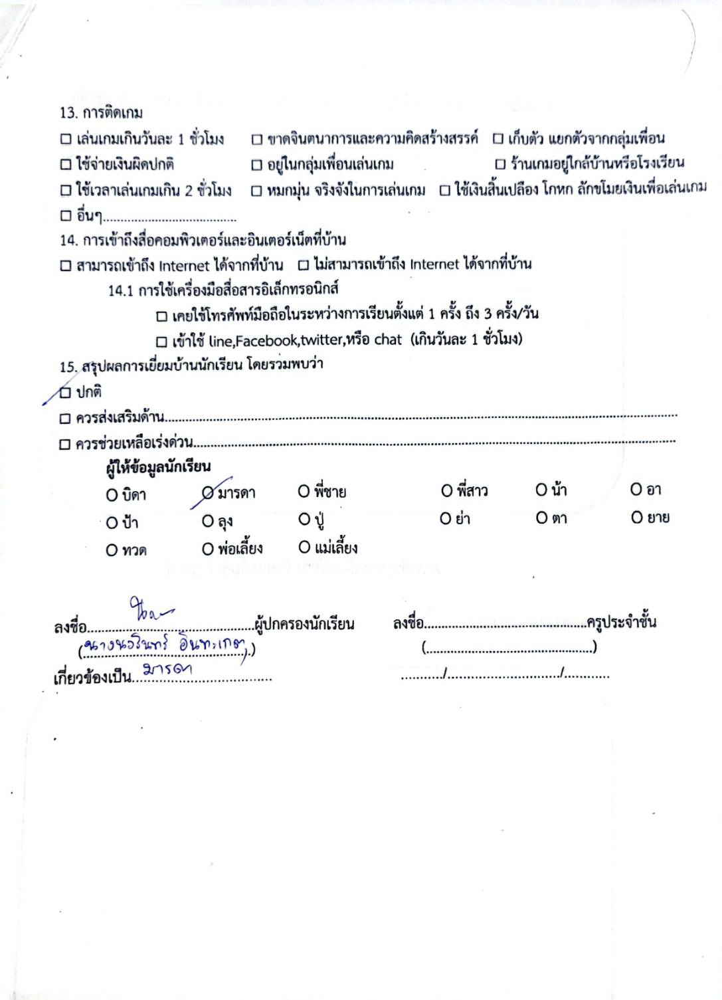 13. การติดเกม
☐ เล่นเกมเกินวันละ 1 ชั่วโมง ☐ ขาดจินตนาการและความคิดสร้างสรรค์ ☐ เก็บตัว แยกตัวจากกลุ่มเพื่อน
☐ ใช้จ่ายเงินผิดปกติ ☐ อยู่ในกลุ่มเพื่อนเล่นเกม ☐ ร้านเกมอยู่ใกล้บ้านหรือโรงเรียน
☐ ใช้เวลาเล่นเกมเกิน 2 ชั่วโมง ☐ หมกมุ่น จริงจังในการเล่นเกม ☐ ใช้เงินสิ้นเปลือง โกหก ลักขโมยเงินเพื่อเล่นเกม
☐ อื่นๆ......................................
14. การเข้าถึงสื่อคอมพิวเตอร์และอินเตอร์เน็ตที่บ้าน
☐ สามารถเข้าถึง Internet ได้จากที่บ้าน ☐ ไม่สามารถเข้าถึง Internet ได้จากที่บ้าน
14.1 การใช้เครื่องมือสื่อสารอิเล็กทรอนิกส์
☐ เคยใช้โทรศัพท์มือถือในระหว่างการเรียนตั้งแต่ 1 ครั้ง ถึง 3 ครั้ง/วัน
☐ เข้าใช้ line,Facebook,twitter,หรือ chat (เกินวันละ 1 ชั่วโมง)
15. สรุปผลการเยี่ยมบ้านนักเรียน โดยรวมพบว่า
☑ ปกติ
☐ ควรส่งเสริมด้าน......................................
☐ ควรช่วยเหลือเร่งด่วน......................................
ผู้ให้ข้อมูลนักเรียน
O บิดา O มารดา O พี่ชาย O พี่สาว O น้า O อา
O ป้า O ลุง O ปู่ O ย่า O ตา O ยาย
O ทวด O พ่อเลี้ยง O แม่เลี้ยง
ลงชื่อ......................................ผู้ปกครองนักเรียน ลงชื่อ......................................ครูประจำชั้น
(นางนวรินทร์) (......................................)
เกี่ยวข้องเป็น มารดา .........../................................/............